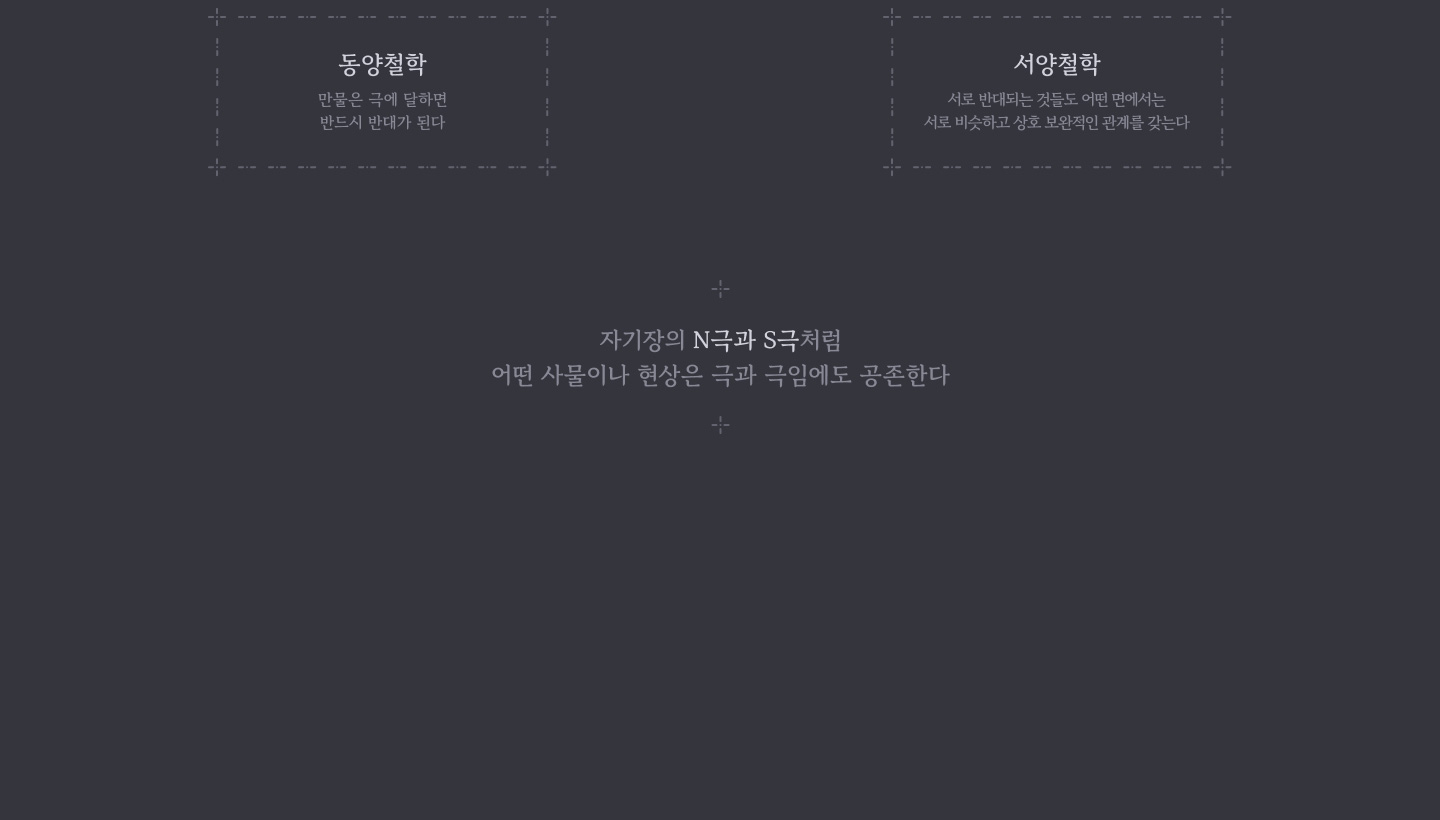 동양철학
만물은 극에 달하면
반드시 반대가 된다
서양철학
서로 반대되는 것들도 어떤 면에서는
서로 비슷하고 상호 보완적인 관계를 갖는다
자기장의 N극과 S극처럼
어떤 사물이나 현상은 극과 극임에도 공존한다